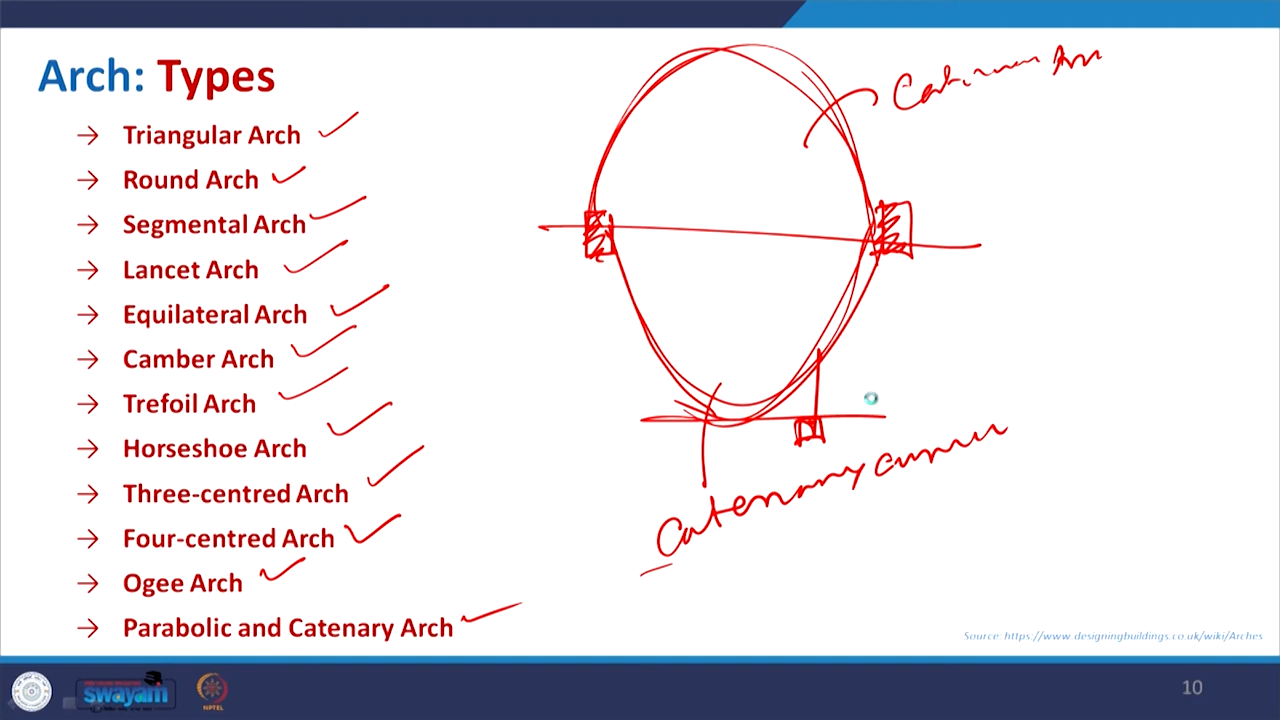 Arch: Types
→ Triangular Arch
→ Round Arch
→ Segmental Arch
→ Lancet Arch
→ Equilateral Arch
→ Camber Arch
→ Trefoil Arch
→ Horseshoe Arch
→ Three-centred Arch
→ Four-centred Arch
→ Ogee Arch
→ Parabolic and Catenary Arch
Catenary
Source: https://www.designingbuildings.co.uk/wiki/Arches
swayam
NPTEL
10